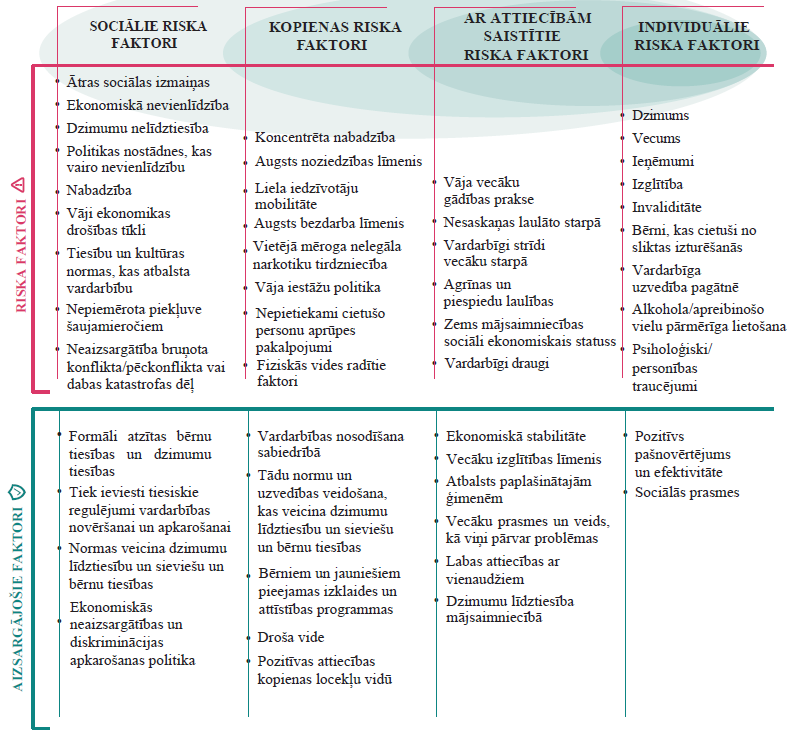 SOCIĀLIE RISKA
FAKTORI
Ātras sociālas izmaiņas
Ekonomiskā nevienlīdzība
Dzimumu nelīdztiesība
Politikas nostādnes, kas
vairo nevienlīdzību
Nabadzība
Vāji ekonomikas
drošības tīkli
Tiesību un kultūras
normas, kas atbalsta
vardarbību
Nepiemērota piekļuve
šaujamieročiem
Neaizsargātība bruņota
konflikta/pēckonflikta vai
dabas katastrofas dēļ
KOPIENAS RISKA
FAKTORI
Koncentrēta nabadzība
Augsts noziedzības līmenis
Liela iedzīvotāju
mobilitāte
Augsts bezdarba līmenis
Vietējā mēroga nelegāla
narkotiku tirdzniecība
Vāja iestāžu politika
Nepietiekami cietušo
personu aprūpes
pakalpojumi
Fiziskās vides radītie
faktori
AR ATTIECĪBĀM
SAISTĪTIE
RISKA FAKTORI
Vāja vecāku
gādības prakse
Nesaskaņas laulāto starpā
Vardarbīgi strīdi
vecāku starpā
Agrīnas un
piespiedu laulības
Zems mājsaimniecības
sociāli ekonomiskais statuss
Vardarbīgi draugi
INDIVIDUĀLIE
RISKA FAKTORI
Dzimums
Vecums
Ieņēmumi
Izglītība
Invaliditāte
Bērni, kas cietuši no
sliktas izturēšanās
Vardarbīga
uzvedība pagātnē
Alkohola/apreibinošo
vielu pārmērīga lietošana
Psiholoģiski/
personības
traucējumi
RISKA FAKTORI
Formāli atzītas bērnu
tiesības un dzimumu
tiesības
Tiek ieviesti tiesiskie
regulējumi vardarbības
novēršanai un apkarošanai
Normas veicina dzimumu
līdztiesību un sieviešu un
bērnu tiesības
Ekonomiskās
neaizsargātības un
diskriminācijas
apkarošanas politika
Vardarbības nosodīšana
sabiedrībā
Tādu normu un
uzvedības veidošana,
kas veicina dzimumu
līdztiesību un sieviešu
un bērnu tiesības
Bērniem un jauniešiem
pieejamas izklaides un
attīstības programmas
Droša vide
Pozitīvas attiecības
kopienas locekļu vidū
Ekonomiskā stabilitāte
Vecāku izglītības līmenis
Atbalsts paplašinātajām
ģimenēm
Vecāku prasmes un veids,
kā viņi pārvar problēmas
Labas attiecības ar
vienaudžiem
Dzimumu līdztiesība
mājsaimniecībā
Pozitīvs
pašnovērtējums
un efektivitāte
Sociālās prasmes
AIZSARGĀJOŠIE FAKTORI